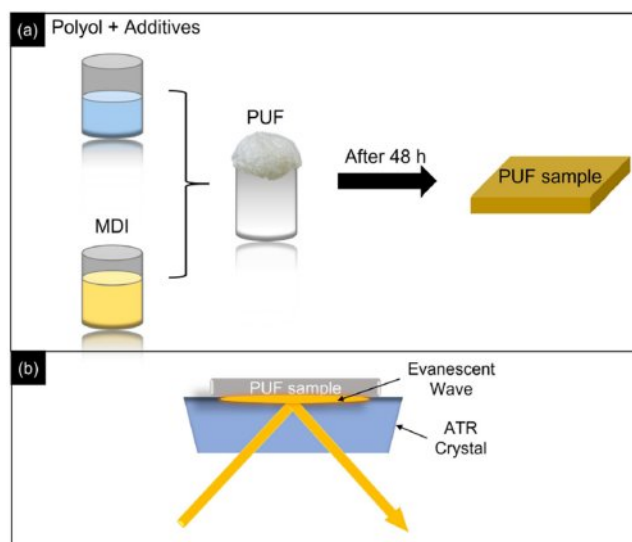 (a)
Polyol + Additives
PUF
After 48 h
PUF sample
MDI
(b)
PUF sample
Evanescent
Wave
ATR
Crystal